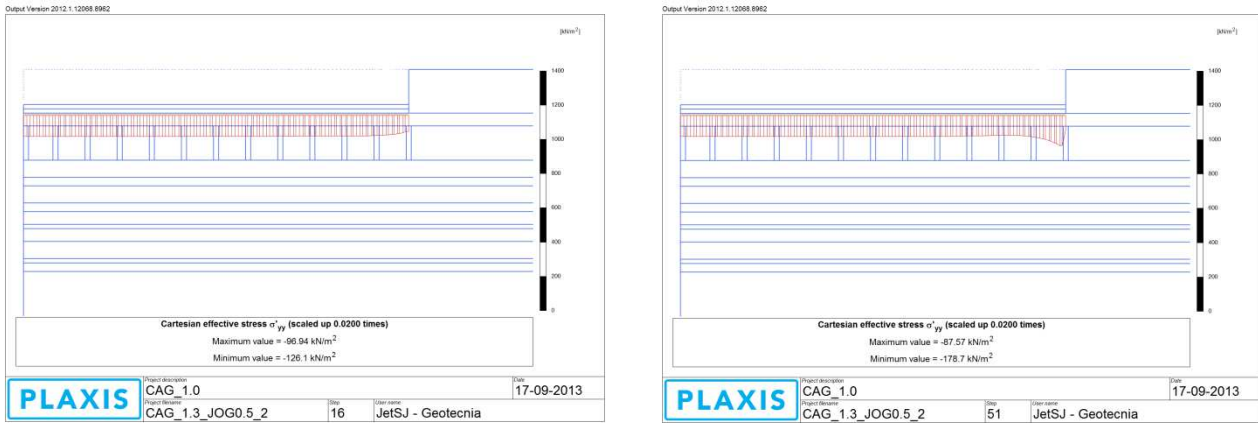 Output Version 2012.1.12068.8962
[kN/m²]
1400
1200
1000
800
600
400
200
0
Cartesian effective stress σ'yy (scaled up 0.0200 times)
Maximum value = -96.94 kN/m²
Minimum value = -126.1 kN/m²
PLAXIS
Project description
CAG_1.0
Date
17-09-2013
Project filename
CAG_1.3_JOG0.5_2
Step
16
User name
JetSJ - Geotecnia
Output Version 2012.1.12068.8962
1400
1200
1000
800
600
400
200
0
Cartesian effective stress σ'yy (scaled up 0.0200 times)
Maximum value = -87.57 kN/m²
Minimum value = -178.7 kN/m²
PLAXIS
Project description
CAG_1.0
Date
17-09-2013
Project filename
CAG_1.3_JOG0.5_2
Step
51
User name
JetSJ - Geotecnia